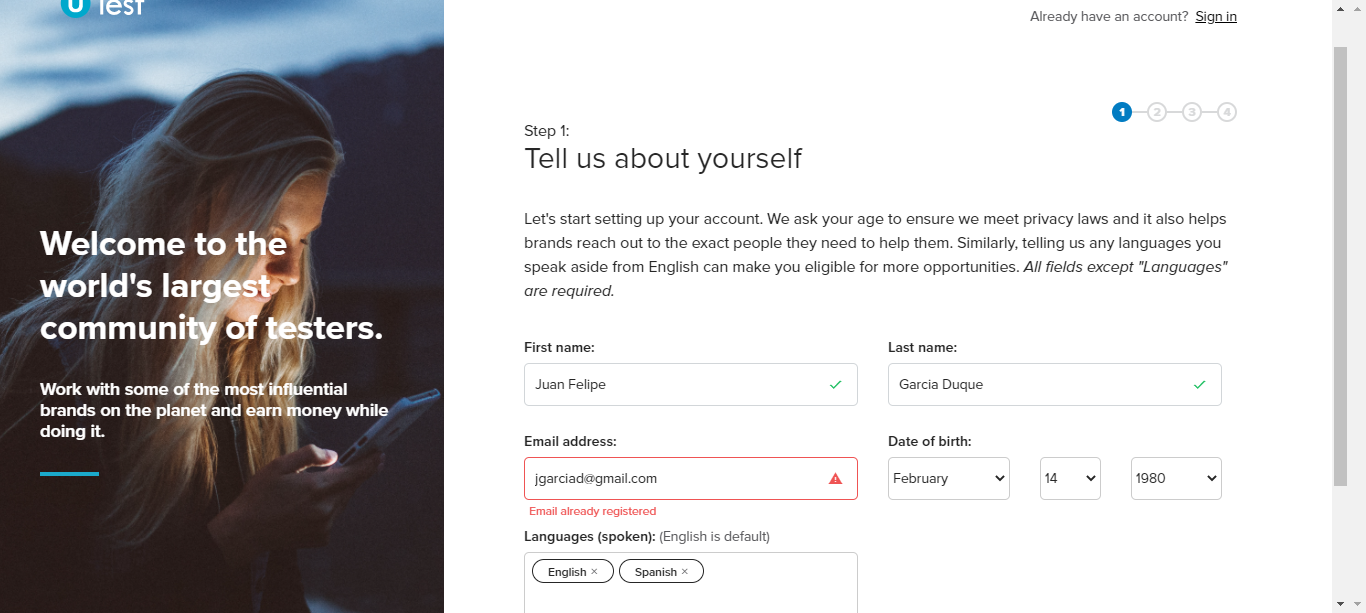 U Test
Already have an account? Sign in
1 2 3 4
Step 1:
Tell us about yourself
Let's start setting up your account. We ask your age to ensure we meet privacy laws and it also helps
brands reach out to the exact people they need to help them. Similarly, telling us any languages you
speak aside from English can make you eligible for more opportunities. All fields except "Languages"
are required.
Welcome to the
world's largest
community of testers.
Work with some of the most influential
brands on the planet and earn money while
doing it.
First name:
Last name:
Juan Felipe
Garcia Duque
Email address:
Date of birth:
jgarciad@gmail.com
February
14
1980
Email already registered
Languages (spoken): (English is default)
English × Spanish ×